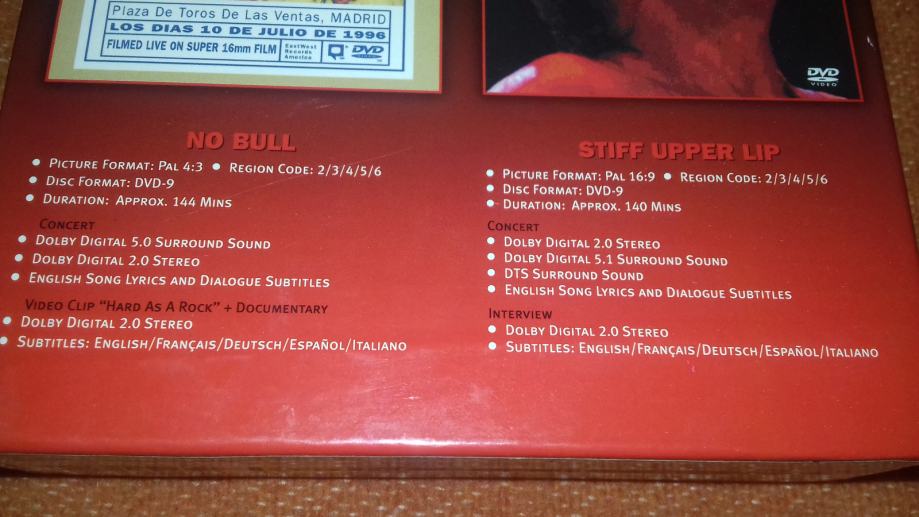 Plaza De Toros De Las Ventas, MADRID
LOS DIAS 10 DE JULIO DE 1996
FILMED LIVE ON SUPER 16mm FILM
EastWest
Records
America
DVD
DVD
VIDEO
NO BULL
• PICTURE FORMAT: PAL 4:3 • REGION CODE: 2/3/4/5/6
• DISC FORMAT: DVD-9
• DURATION: APPROX. 144 MINS
CONCERT
• DOLBY DIGITAL 5.0 SURROUND SOUND
• DOLBY DIGITAL 2.0 STEREO
• ENGLISH SONG LYRICS AND DIALOGUE SUBTITLES
VIDEO CLIP "HARD AS A ROCK" + DOCUMENTARY
• DOLBY DIGITAL 2.0 STEREO
• SUBTITLES: ENGLISH/FRANÇAIS/DEUTSCH/ESPAÑOL/ITALIANO
STIFF UPPER LIP
• PICTURE FORMAT: PAL 16:9 • REGION CODE: 2/3/4/5/6
• DISC FORMAT: DVD-9
• DURATION: APPROX. 140 MINS
CONCERT
• DOLBY DIGITAL 2.0 STEREO
• DOLBY DIGITAL 5.1 SURROUND SOUND
• DTS SURROUND SOUND
• ENGLISH SONG LYRICS AND DIALOGUE SUBTITLES
INTERVIEW
• DOLBY DIGITAL 2.0 STEREO
• SUBTITLES: ENGLISH/FRANÇAIS/DEUTSCH/ESPAÑOL/ITALIANO